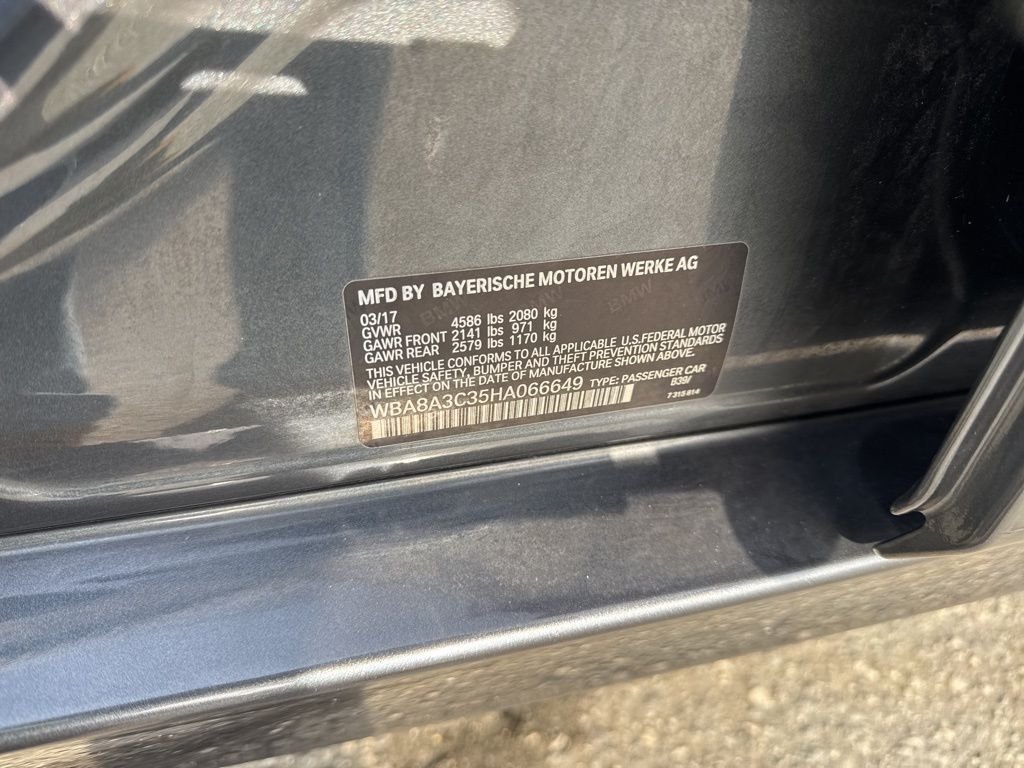 MFD BY BAYERISCHE MOTOREN WERKE AG
03/17
GVWR 4586 lbs 2080 kg
GAWR FRONT 2141 lbs 971 kg
GAWR REAR 2579 lbs 1170 kg
THIS VEHICLE CONFORMS TO ALL APPLICABLE U.S.FEDERAL MOTOR
VEHICLE SAFETY, BUMPER AND THEFT PREVENTION STANDARDS
IN EFFECT ON THE DATE OF MANUFACTURE SHOWN ABOVE.
WBA8A3C35HA066649 TYPE: PASSENGER CAR
B39/
7 315 814
BMW
BMW